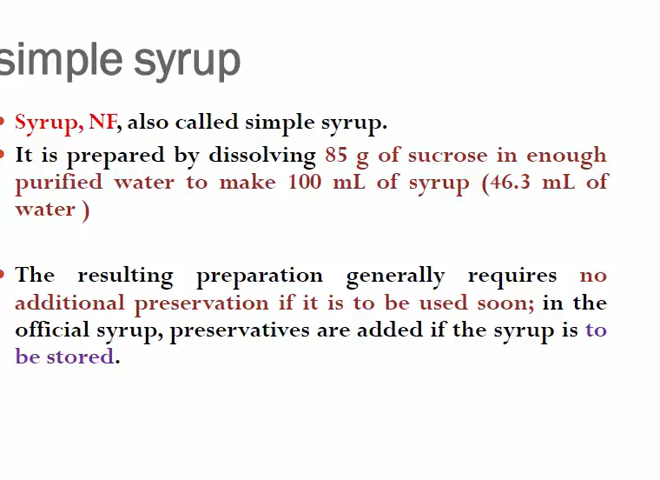 simple syrup
• Syrup, NF, also called simple syrup.
• It is prepared by dissolving 85 g of sucrose in enough
purified water to make 100 mL of syrup (46.3 mL of
water )
• The resulting preparation generally requires no
additional preservation if it is to be used soon; in the
official syrup, preservatives are added if the syrup is to
be stored.